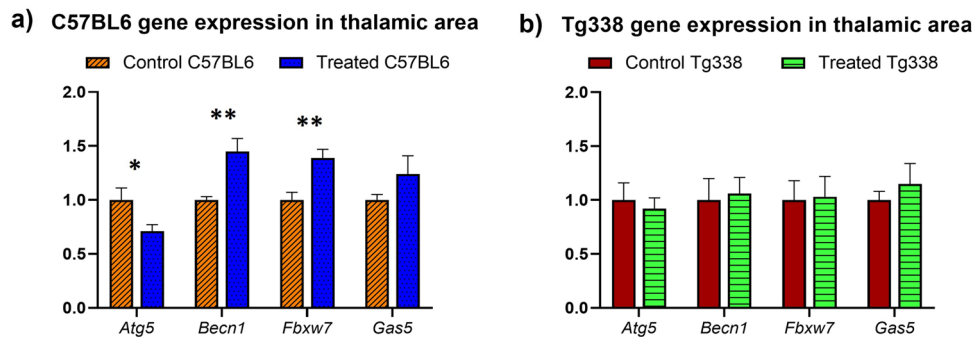 a) C57BL6 gene expression in thalamic area
Control C57BL6 Treated C57BL6
2.0
1.5
1.0
0.5
0.0
* ** **
Atg5 Becn1 Fbxw7 Gas5
b) Tg338 gene expression in thalamic area
Control Tg338 Treated Tg338
2.0
1.5
1.0
0.5
0.0
Atg5 Becn1 Fbxw7 Gas5